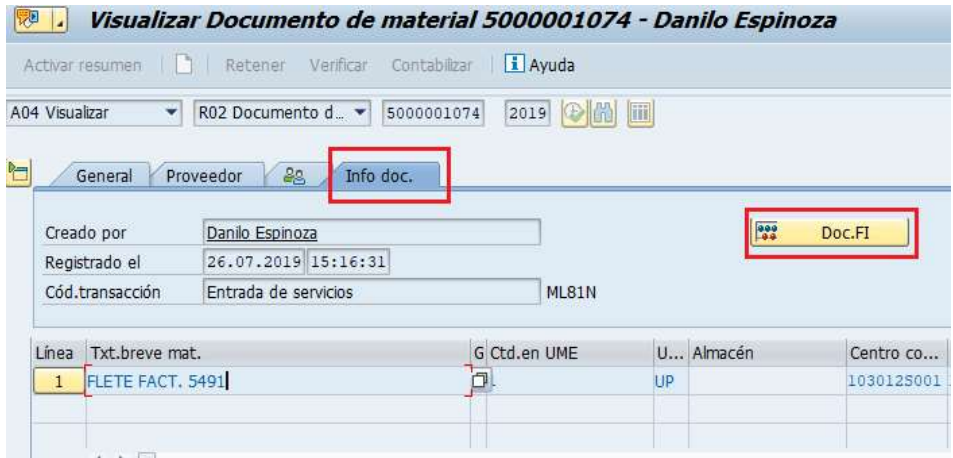 Visualizar Documento de material 5000001074 - Danilo Espinoza
Activar resumen Retener Verificar Contabilizar Ayuda
A04 Visualizar R02 Documento d... 5000001074 2019
General Proveedor Info doc.
Creado por Danilo Espinoza Doc.FI
Registrado el 26.07.2019 15:16:31
Cód.transacción Entrada de servicios ML81N
Línea Txt.breve mat. G Ctd.en UME U... Almacén Centro co...
1 FLETE FACT. 5491 UP 1030125001